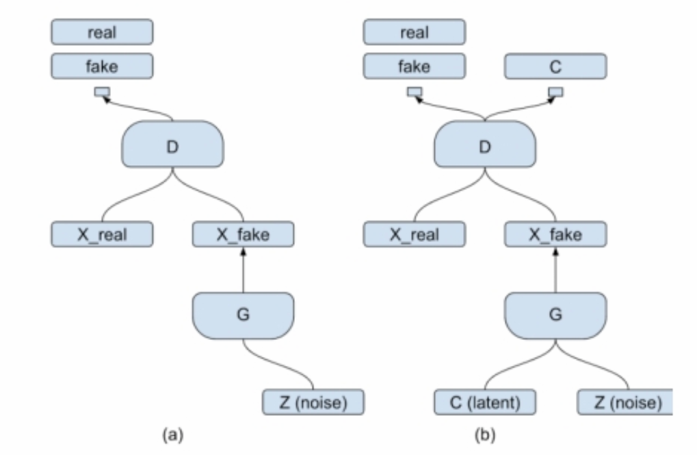 real
fake
D
X_real
X_fake
G
Z (noise)
(a)
real
fake
C
D
X_real
X_fake
G
C (latent)
Z (noise)
(b)